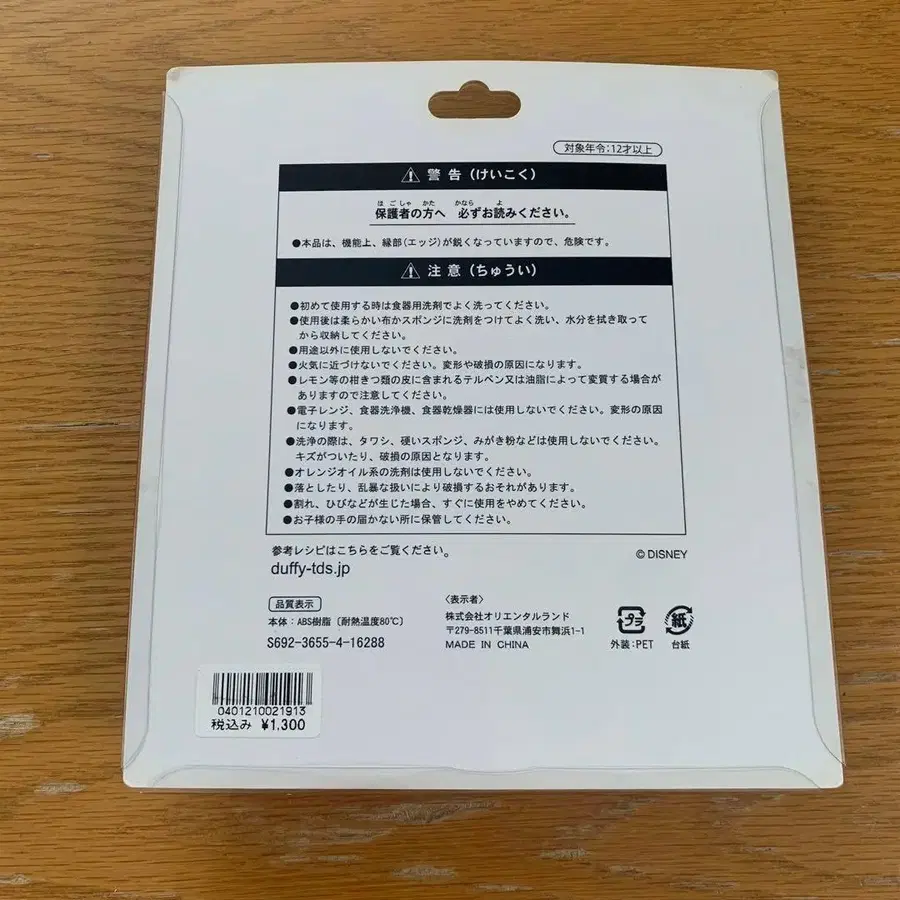 対象年令:12才以上
⚠ 警告（けいこく）
保護者の方へ 必ずお読みください。
ほごしゃ かた かなら よ
●本品は、機能上、縁部(エッジ)が鋭くなっていますので、危険です。
⚠ 注意（ちゅうい）
●初めて使用する時は食器用洗剤でよく洗ってください。
●使用後は柔らかい布かスポンジに洗剤をつけてよく洗い、水分を拭き取って
から収納してください。
●用途以外に使用しないでください。
●火気に近づけないでください。変形や破損の原因になります。
●レモン等の柑きつ類の皮に含まれるテルペン又は油脂によって変質する場合が
ありますので注意してください。
●電子レンジ、食器洗浄機、食器乾燥器には使用しないでください。変形の原因
になります。
●洗浄の際は、タワシ、硬いスポンジ、みがき粉などは使用しないでください。
キズがついたり、破損の原因となります。
●オレンジオイル系の洗剤は使用しないでください。
●落としたり、乱暴な扱いにより破損するおそれがあります。
●割れ、ひびなどが生じた場合、すぐに使用をやめてください。
●お子様の手の届かない所に保管してください。
参考レシピはこちらをご覧ください。
duffy-tds.jp
© DISNEY
品質表示
本体：ABS樹脂〔耐熱温度80℃〕
S692-3655-4-16288
〈表示者〉
株式会社オリエンタルランド
〒279-8511千葉県浦安市舞浜1-1
MADE IN CHINA
プラ
外装：PET
紙
台紙
0401210021913
税込み ¥1,300